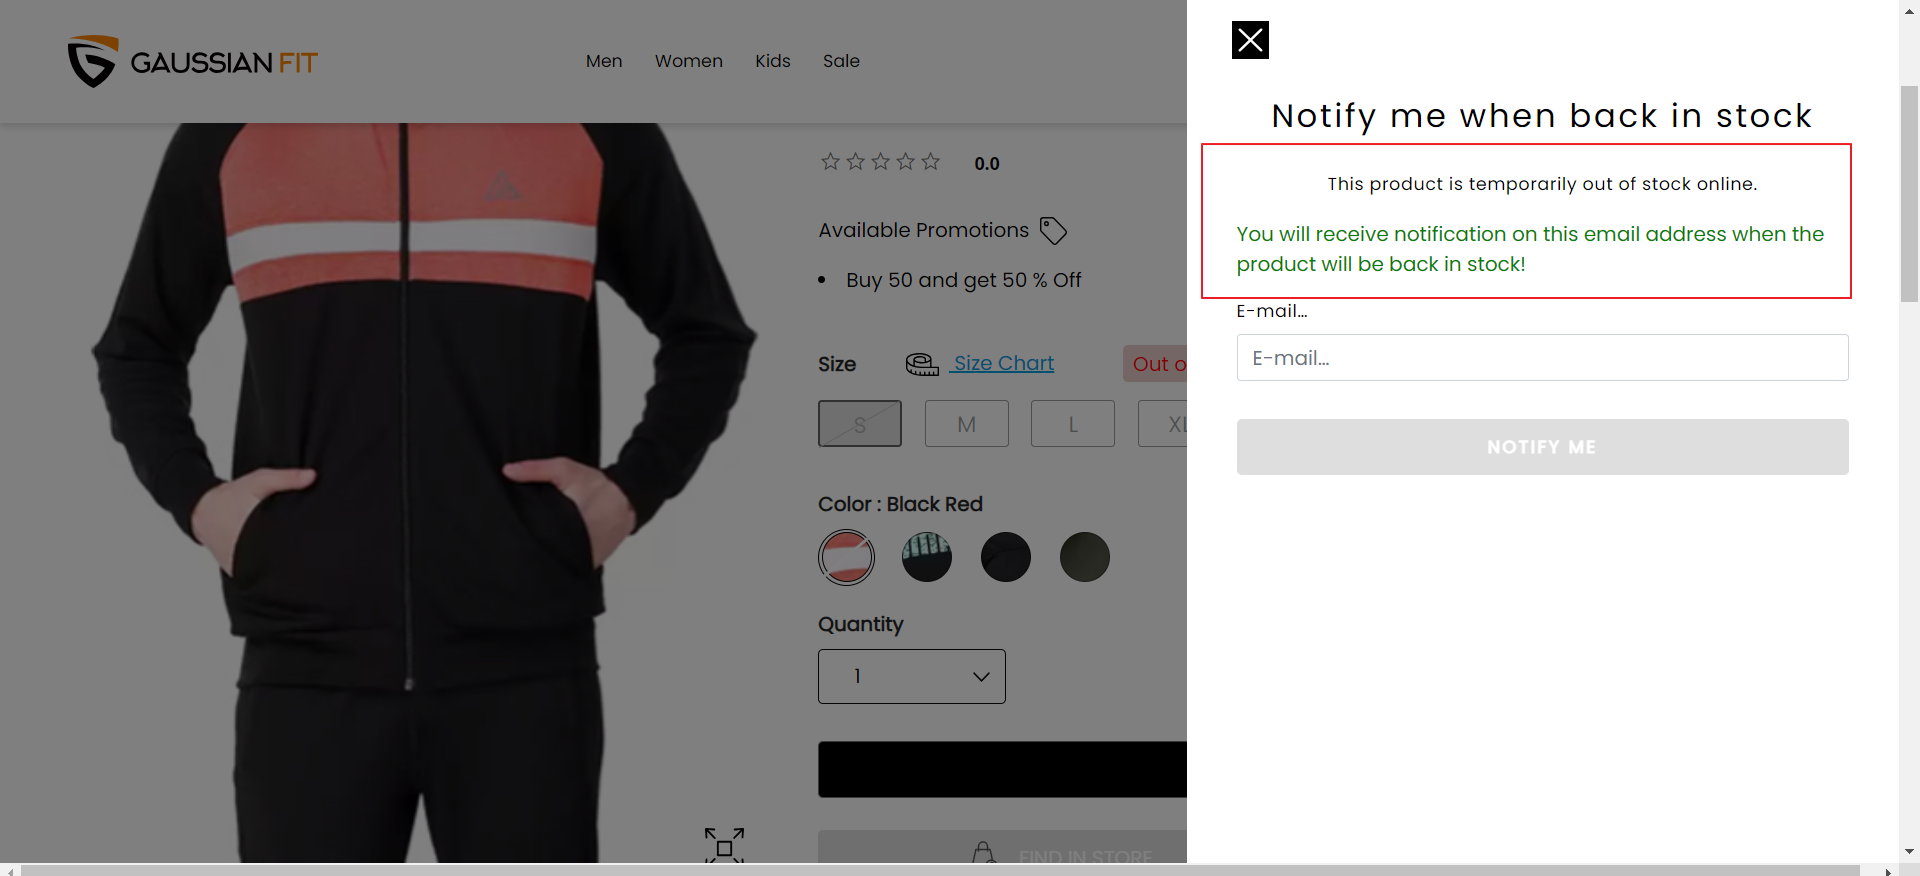 GAUSSIAN FIT
Men Women Kids Sale
0.0
Available Promotions
Buy 50 and get 50 % Off
Size Size Chart Out o
S M L XL
Color : Black Red
Quantity
1
FIND IN STORE
Notify me when back in stock
This product is temporarily out of stock online.
You will receive notification on this email address when the
product will be back in stock!
E-mail...
E-mail...
NOTIFY ME